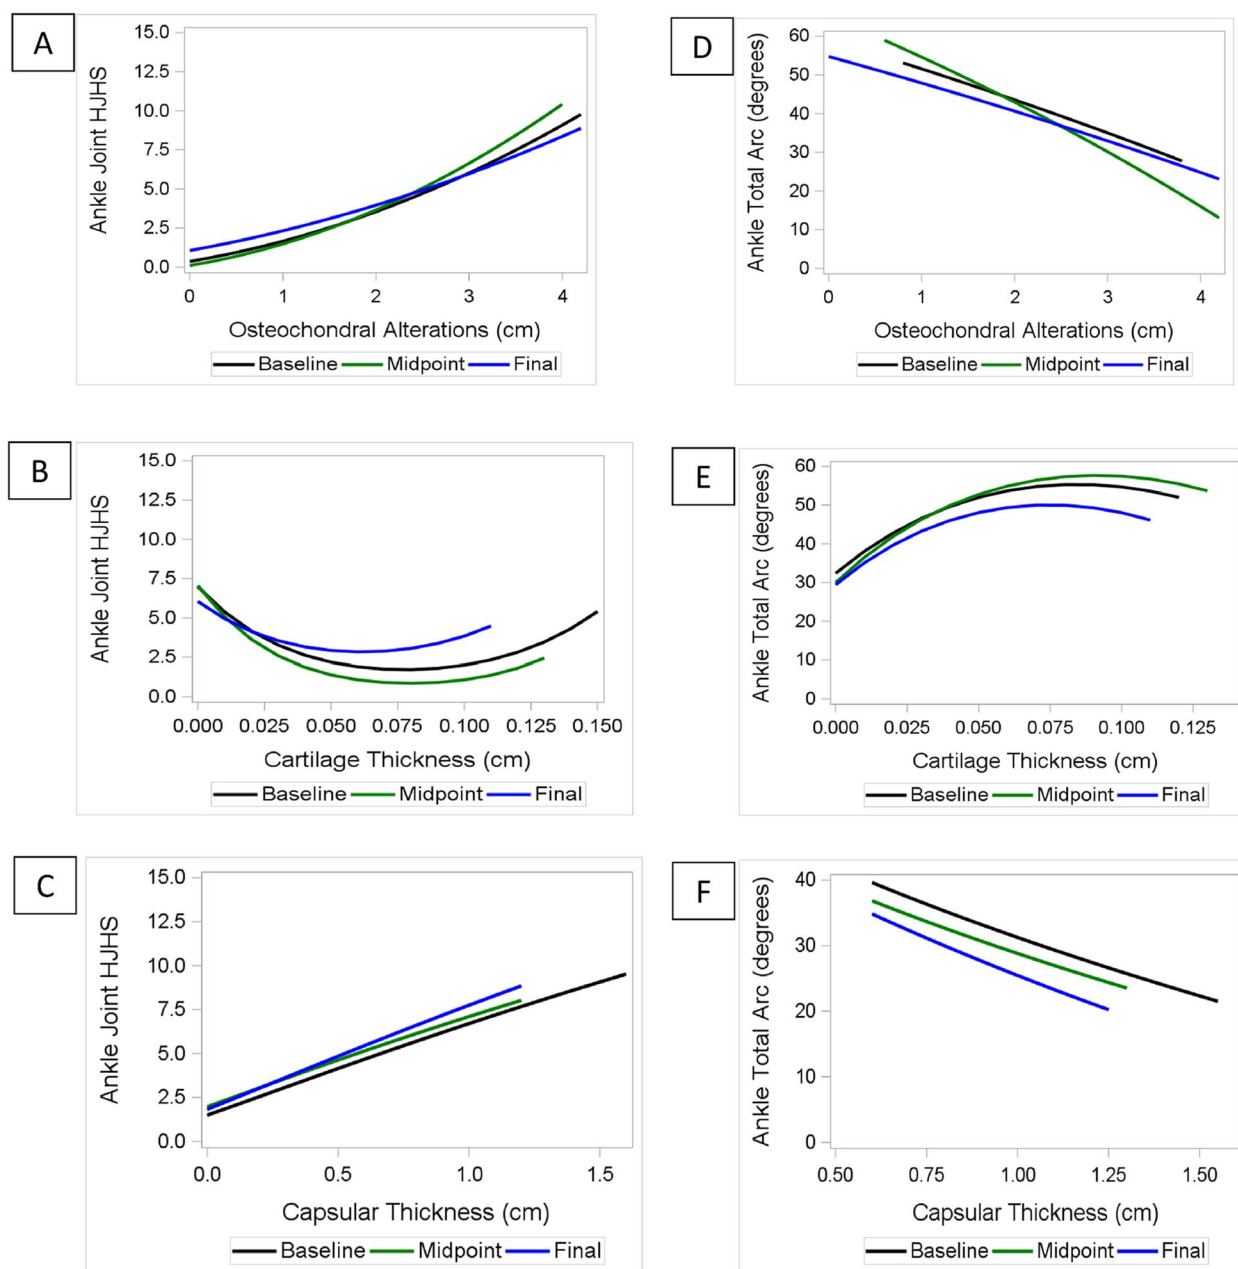 A
Ankle Joint HJHS
15.0
12.5
10.0
7.5
5.0
2.5
0.0
0 1 2 3 4
Osteochondral Alterations (cm)
Baseline Midpoint Final
D
Ankle Total Arc (degrees)
60
50
40
30
20
10
0
0 1 2 3 4
Osteochondral Alterations (cm)
Baseline Midpoint Final
B
Ankle Joint HJHS
15.0
12.5
10.0
7.5
5.0
2.5
0.0
0.000 0.025 0.050 0.075 0.100 0.125 0.150
Cartilage Thickness (cm)
Baseline Midpoint Final
E
Ankle Total Arc (degrees)
60
50
40
30
20
10
0
0.000 0.025 0.050 0.075 0.100 0.125
Cartilage Thickness (cm)
Baseline Midpoint Final
C
Ankle Joint HJHS
15.0
12.5
10.0
7.5
5.0
2.5
0.0
0.0 0.5 1.0 1.5
Capsular Thickness (cm)
Baseline Midpoint Final
F
Ankle Total Arc (degrees)
40
30
20
10
0
0.50 0.75 1.00 1.25 1.50
Capsular Thickness (cm)
Baseline Midpoint Final